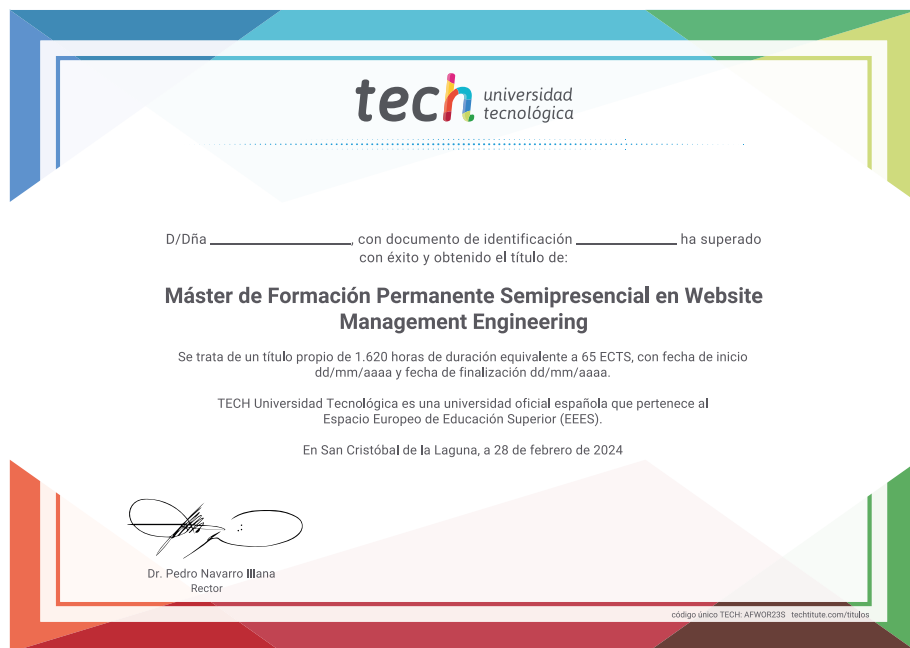 tech universidad
tecnológica
D/Dña ____________________, con documento de identificación ______________ ha superado
con éxito y obtenido el título de:
Máster de Formación Permanente Semipresencial en Website
Management Engineering
Se trata de un título propio de 1.620 horas de duración equivalente a 65 ECTS, con fecha de inicio
dd/mm/aaaa y fecha de finalización dd/mm/aaaa.
TECH Universidad Tecnológica es una universidad oficial española que pertenece al
Espacio Europeo de Educación Superior (EEES).
En San Cristóbal de la Laguna, a 28 de febrero de 2024
Dr. Pedro Navarro Illana
Rector
código único TECH: AFWOR23S techtitute.com/titulos